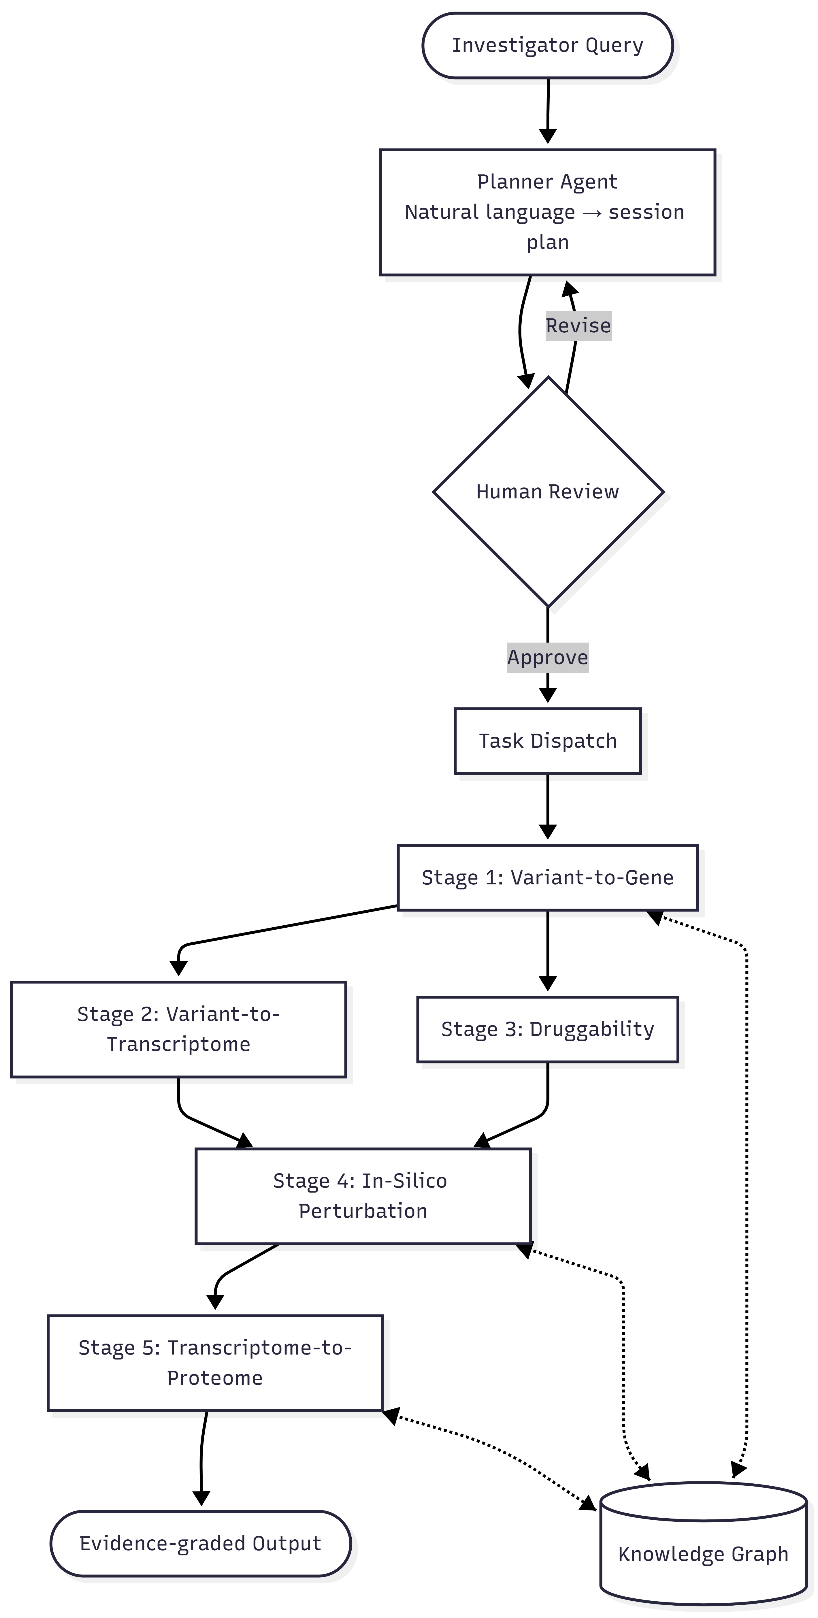 Investigator Query
Planner Agent
Natural language → session
plan
Revise
Human Review
Approve
Task Dispatch
Stage 1: Variant-to-Gene
Stage 2: Variant-to-
Transcriptome
Stage 3: Druggability
Stage 4: In-Silico
Perturbation
Stage 5: Transcriptome-to-
Proteome
Evidence-graded Output
Knowledge Graph